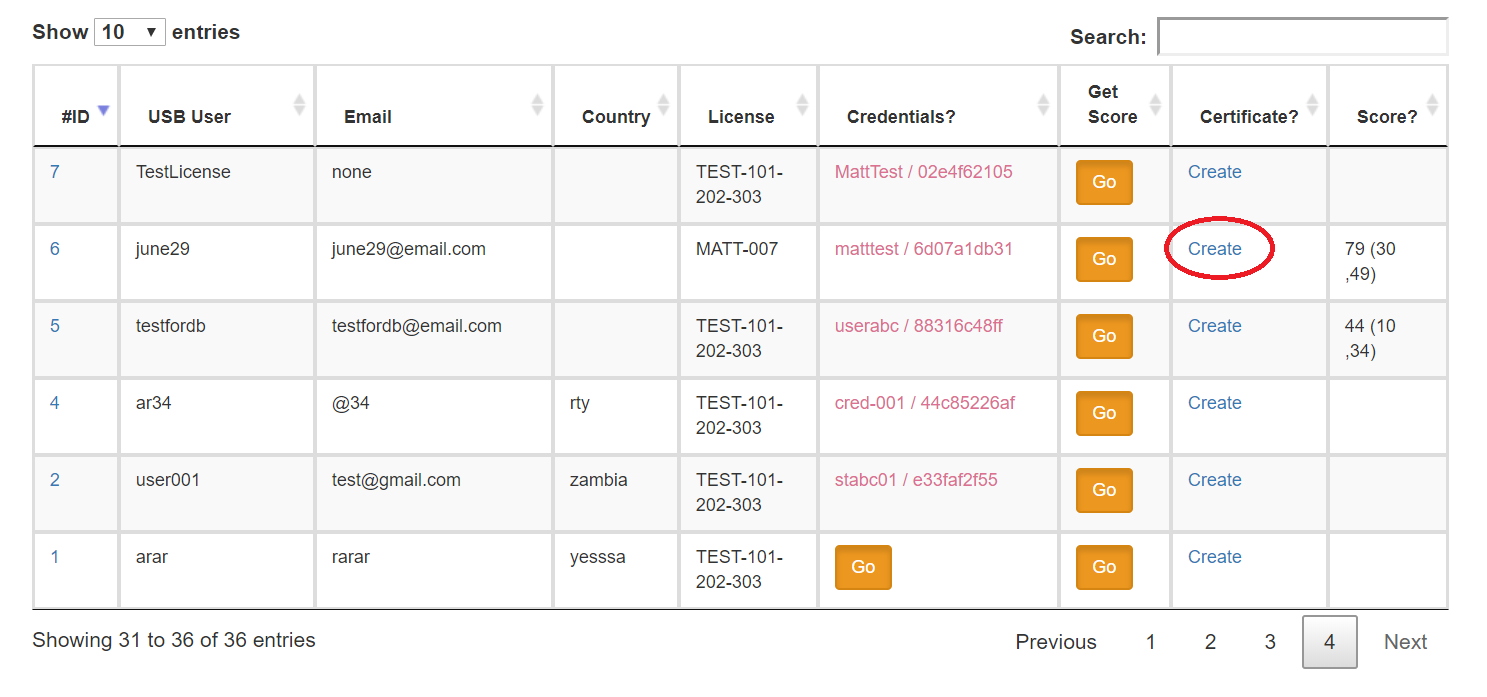 Show 10 entries
Search:
#ID USB User Email Country License Credentials? Get Score Certificate? Score?
7 TestLicense none TEST-101-202-303 MattTest / 02e4f62105 Go Create
6 june29 june29@email.com MATT-007 matttest / 6d07a1db31 Go Create 79 (30 ,49)
5 testfordb testfordb@email.com TEST-101-202-303 userabc / 88316c48ff Go Create 44 (10 ,34)
4 ar34 @34 rty TEST-101-202-303 cred-001 / 44c85226af Go Create
2 user001 test@gmail.com zambia TEST-101-202-303 stabc01 / e33faf2f55 Go Create
1 arar rarar yesssa TEST-101-202-303 Go Go Create
Showing 31 to 36 of 36 entries
Previous 1 2 3 4 Next